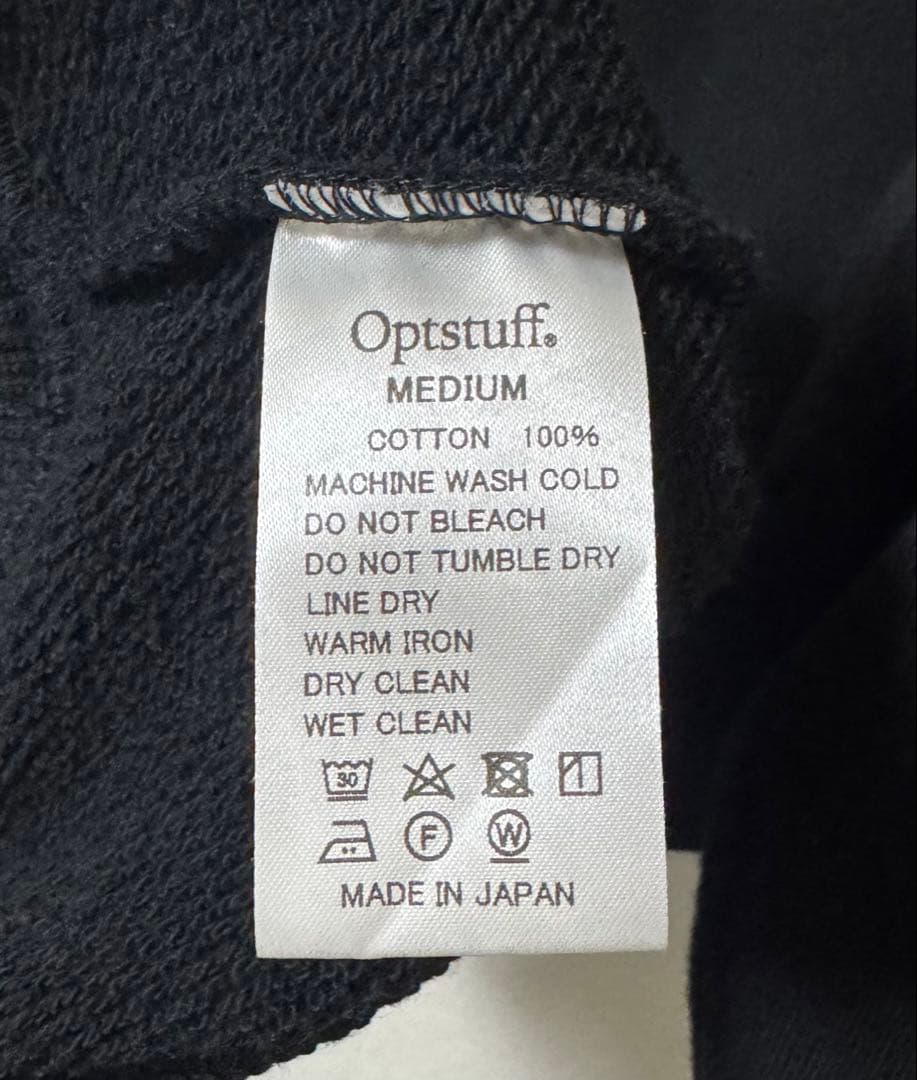 Optstuff®
MEDIUM
COTTON 100%
MACHINE WASH COLD
DO NOT BLEACH
DO NOT TUMBLE DRY
LINE DRY
WARM IRON
DRY CLEAN
WET CLEAN
30
F W
MADE IN JAPAN